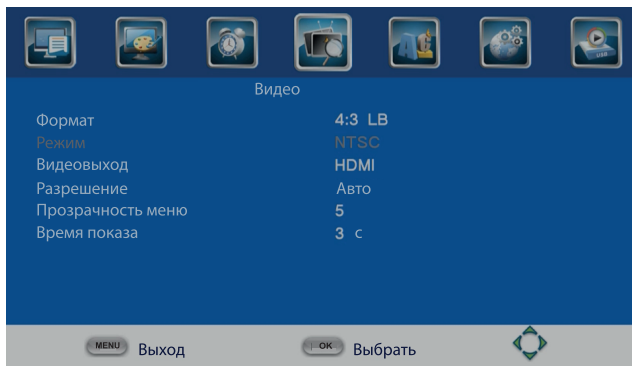 USB
Видео
Формат 4:3 LB
Режим NTSC
Видеовыход HDMI
Разрешение Авто
Прозрачность меню 5
Время показа 3 с
MENU Выход OK Выбрать